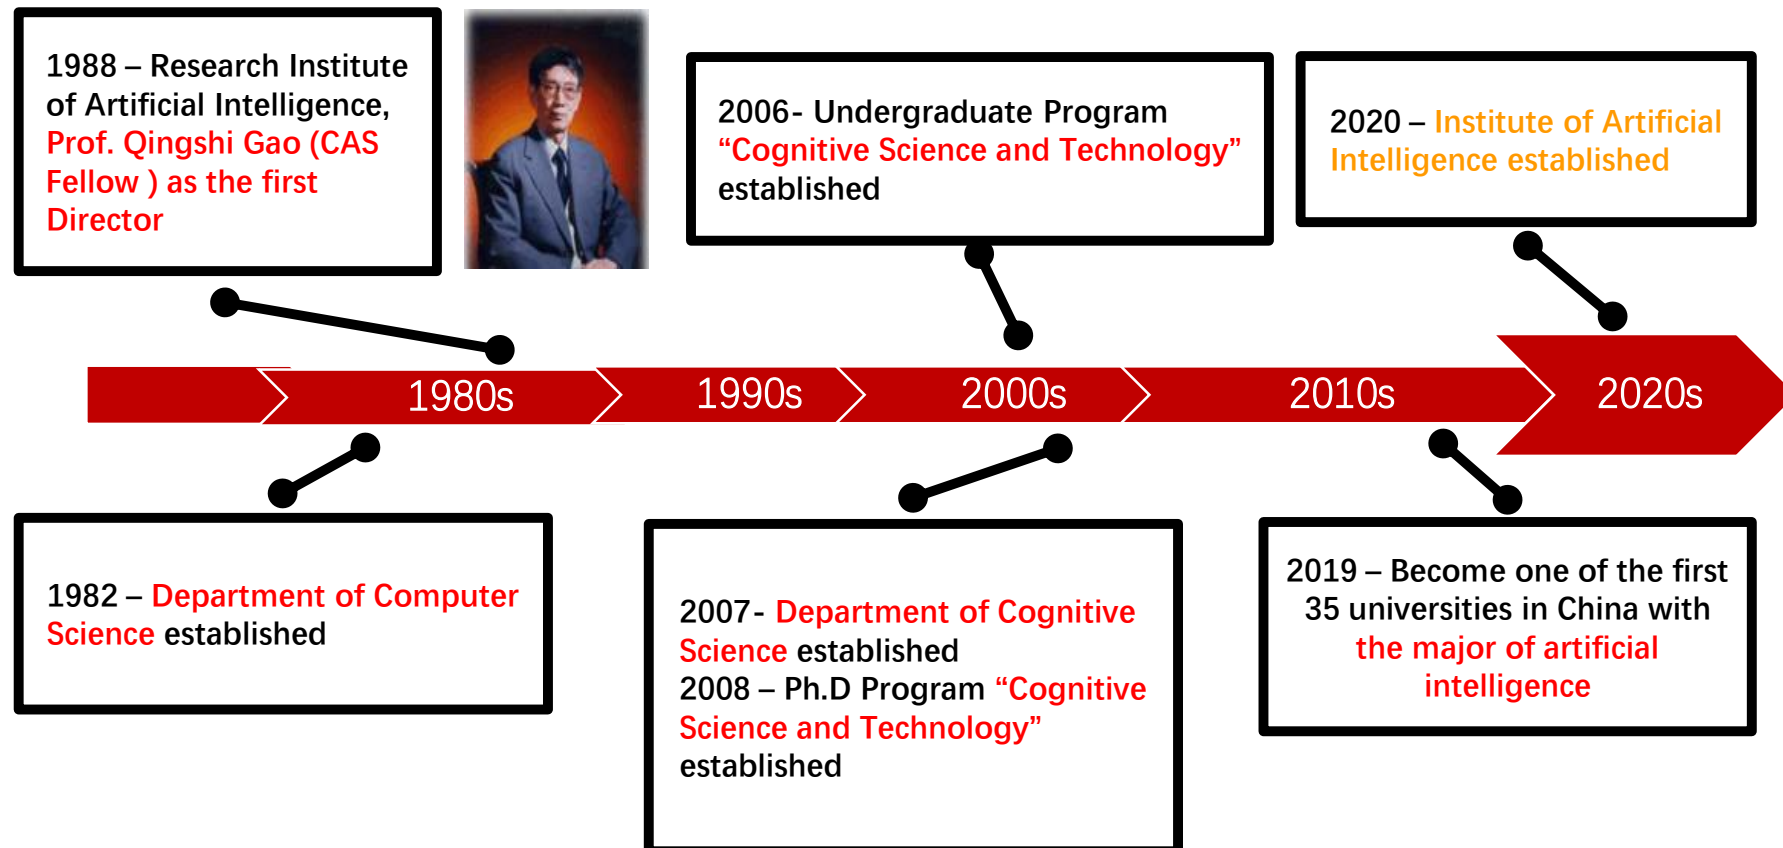 1988 – Research Institute
of Artificial Intelligence,
Prof. Qingshi Gao (CAS
Fellow ) as the first
Director
2006- Undergraduate Program
“Cognitive Science and Technology”
established
2020 – Institute of Artificial
Intelligence established
1980s
1990s
2000s
2010s
2020s
1982 – Department of Computer
Science established
2007- Department of Cognitive
Science established
2008 – Ph.D Program “Cognitive
Science and Technology”
established
2019 – Become one of the first
35 universities in China with
the major of artificial
intelligence